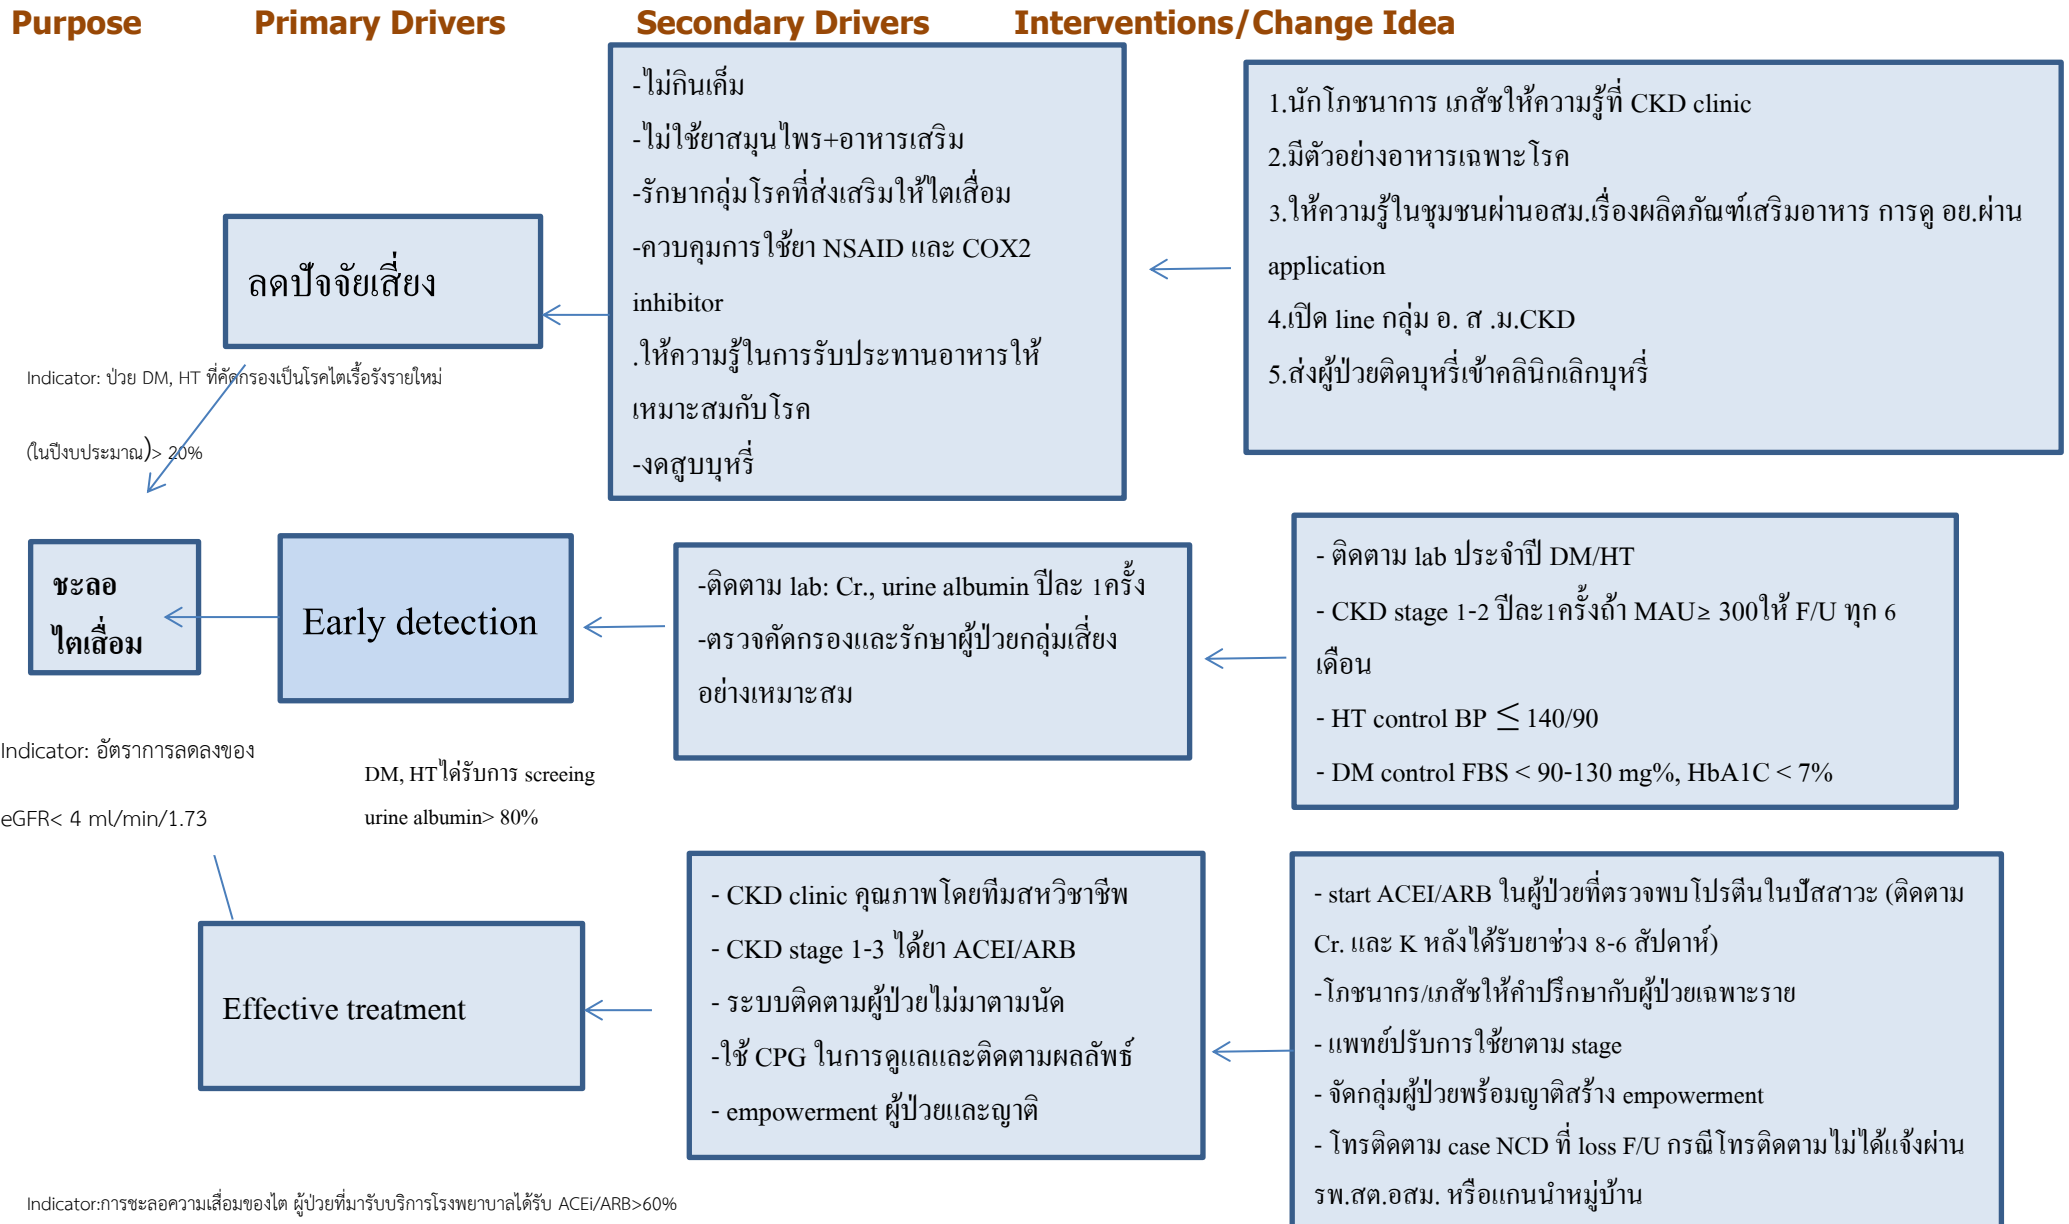 Purpose Primary Drivers Secondary Drivers Interventions/Change Idea
-ไม่กินเค็ม
-ไม่ใช้ยาสมุนไพร+อาหารเสริม
-รักษากลุ่มโรคที่ส่งเสริมให้ไตเสื่อม
-ควบคุมการใช้ยา NSAID และ COX2
inhibitor
.ให้ความรู้ในการรับประทานอาหารให้
เหมาะสมกับโรค
-งดสูบบุหรี่
1.นักโภชนาการ เภสัชให้ความรู้ที่ CKD clinic
2.มีตัวอย่างอาหารเฉพาะโรค
3.ให้ความรู้ในชุมชนผ่านอสม.เรื่องผลิตภัณฑ์เสริมอาหาร การดู อย.ผ่าน
application
4.เปิด line กลุ่ม อ. ส .ม.CKD
5.ส่งผู้ป่วยติดบุหรี่เข้าคลินิกเลิกบุหรี่
ลดปัจจัยเสี่ยง
Indicator: ป่วย DM, HT ที่คัดกรองเป็นโรคไตเรื้อรังรายใหม่
(ในปีงบประมาณ)> 20%
ชะลอ
ไตเสื่อม
Early detection
-ติดตาม lab: Cr., urine albumin ปีละ 1ครั้ง
-ตรวจคัดกรองและรักษาผู้ป่วยกลุ่มเสี่ยง
อย่างเหมาะสม
- ติดตาม lab ประจำปี DM/HT
- CKD stage 1-2 ปีละ1ครั้งถ้า MAU≥ 300ให้ F/U ทุก 6
เดือน
- HT control BP ≤ 140/90
- DM control FBS < 90-130 mg%, HbA1C < 7%
Indicator: อัตราการลดลงของ
eGFR< 4 ml/min/1.73
DM, HTได่รับการ screeing
urine albumin> 80%
Effective treatment
- CKD clinic คุณภาพโดยทีมสหวิชาชีพ
- CKD stage 1-3 ได้ยา ACEI/ARB
- ระบบติดตามผู้ป่วยไม่มาตามนัด
-ใช้ CPG ในการดูแลและติดตามผลลัพธ์
- empowerment ผู้ป่วยและญาติ
- start ACEI/ARB ในผู้ป่วยที่ตรวจพบโปรตีนในปัสสาวะ (ติดตาม
Cr. และ K หลังได้รับยาช่วง 8-6 สัปดาห์)
-โภชนากร/เภสัชให้คำปรึกษากับผู้ป่วยเฉพาะราย
- แพทย์ปรับการใช้ยาตาม stage
- จัดกลุ่มผู้ป่วยพร้อมญาติสร้าง empowerment
- โทรติดตาม case NCD ที่ loss F/U กรณีโทรติดตามไม่ได้แจ้งผ่าน
รพ.สต.อสม. หรือแกนนำหมู่บ้าน
Indicator:การชะลอความเสื่อมของไต ผู้ป่วยที่มารับบริการโรงพยาบาลได้รับ ACEi/ARB>60%